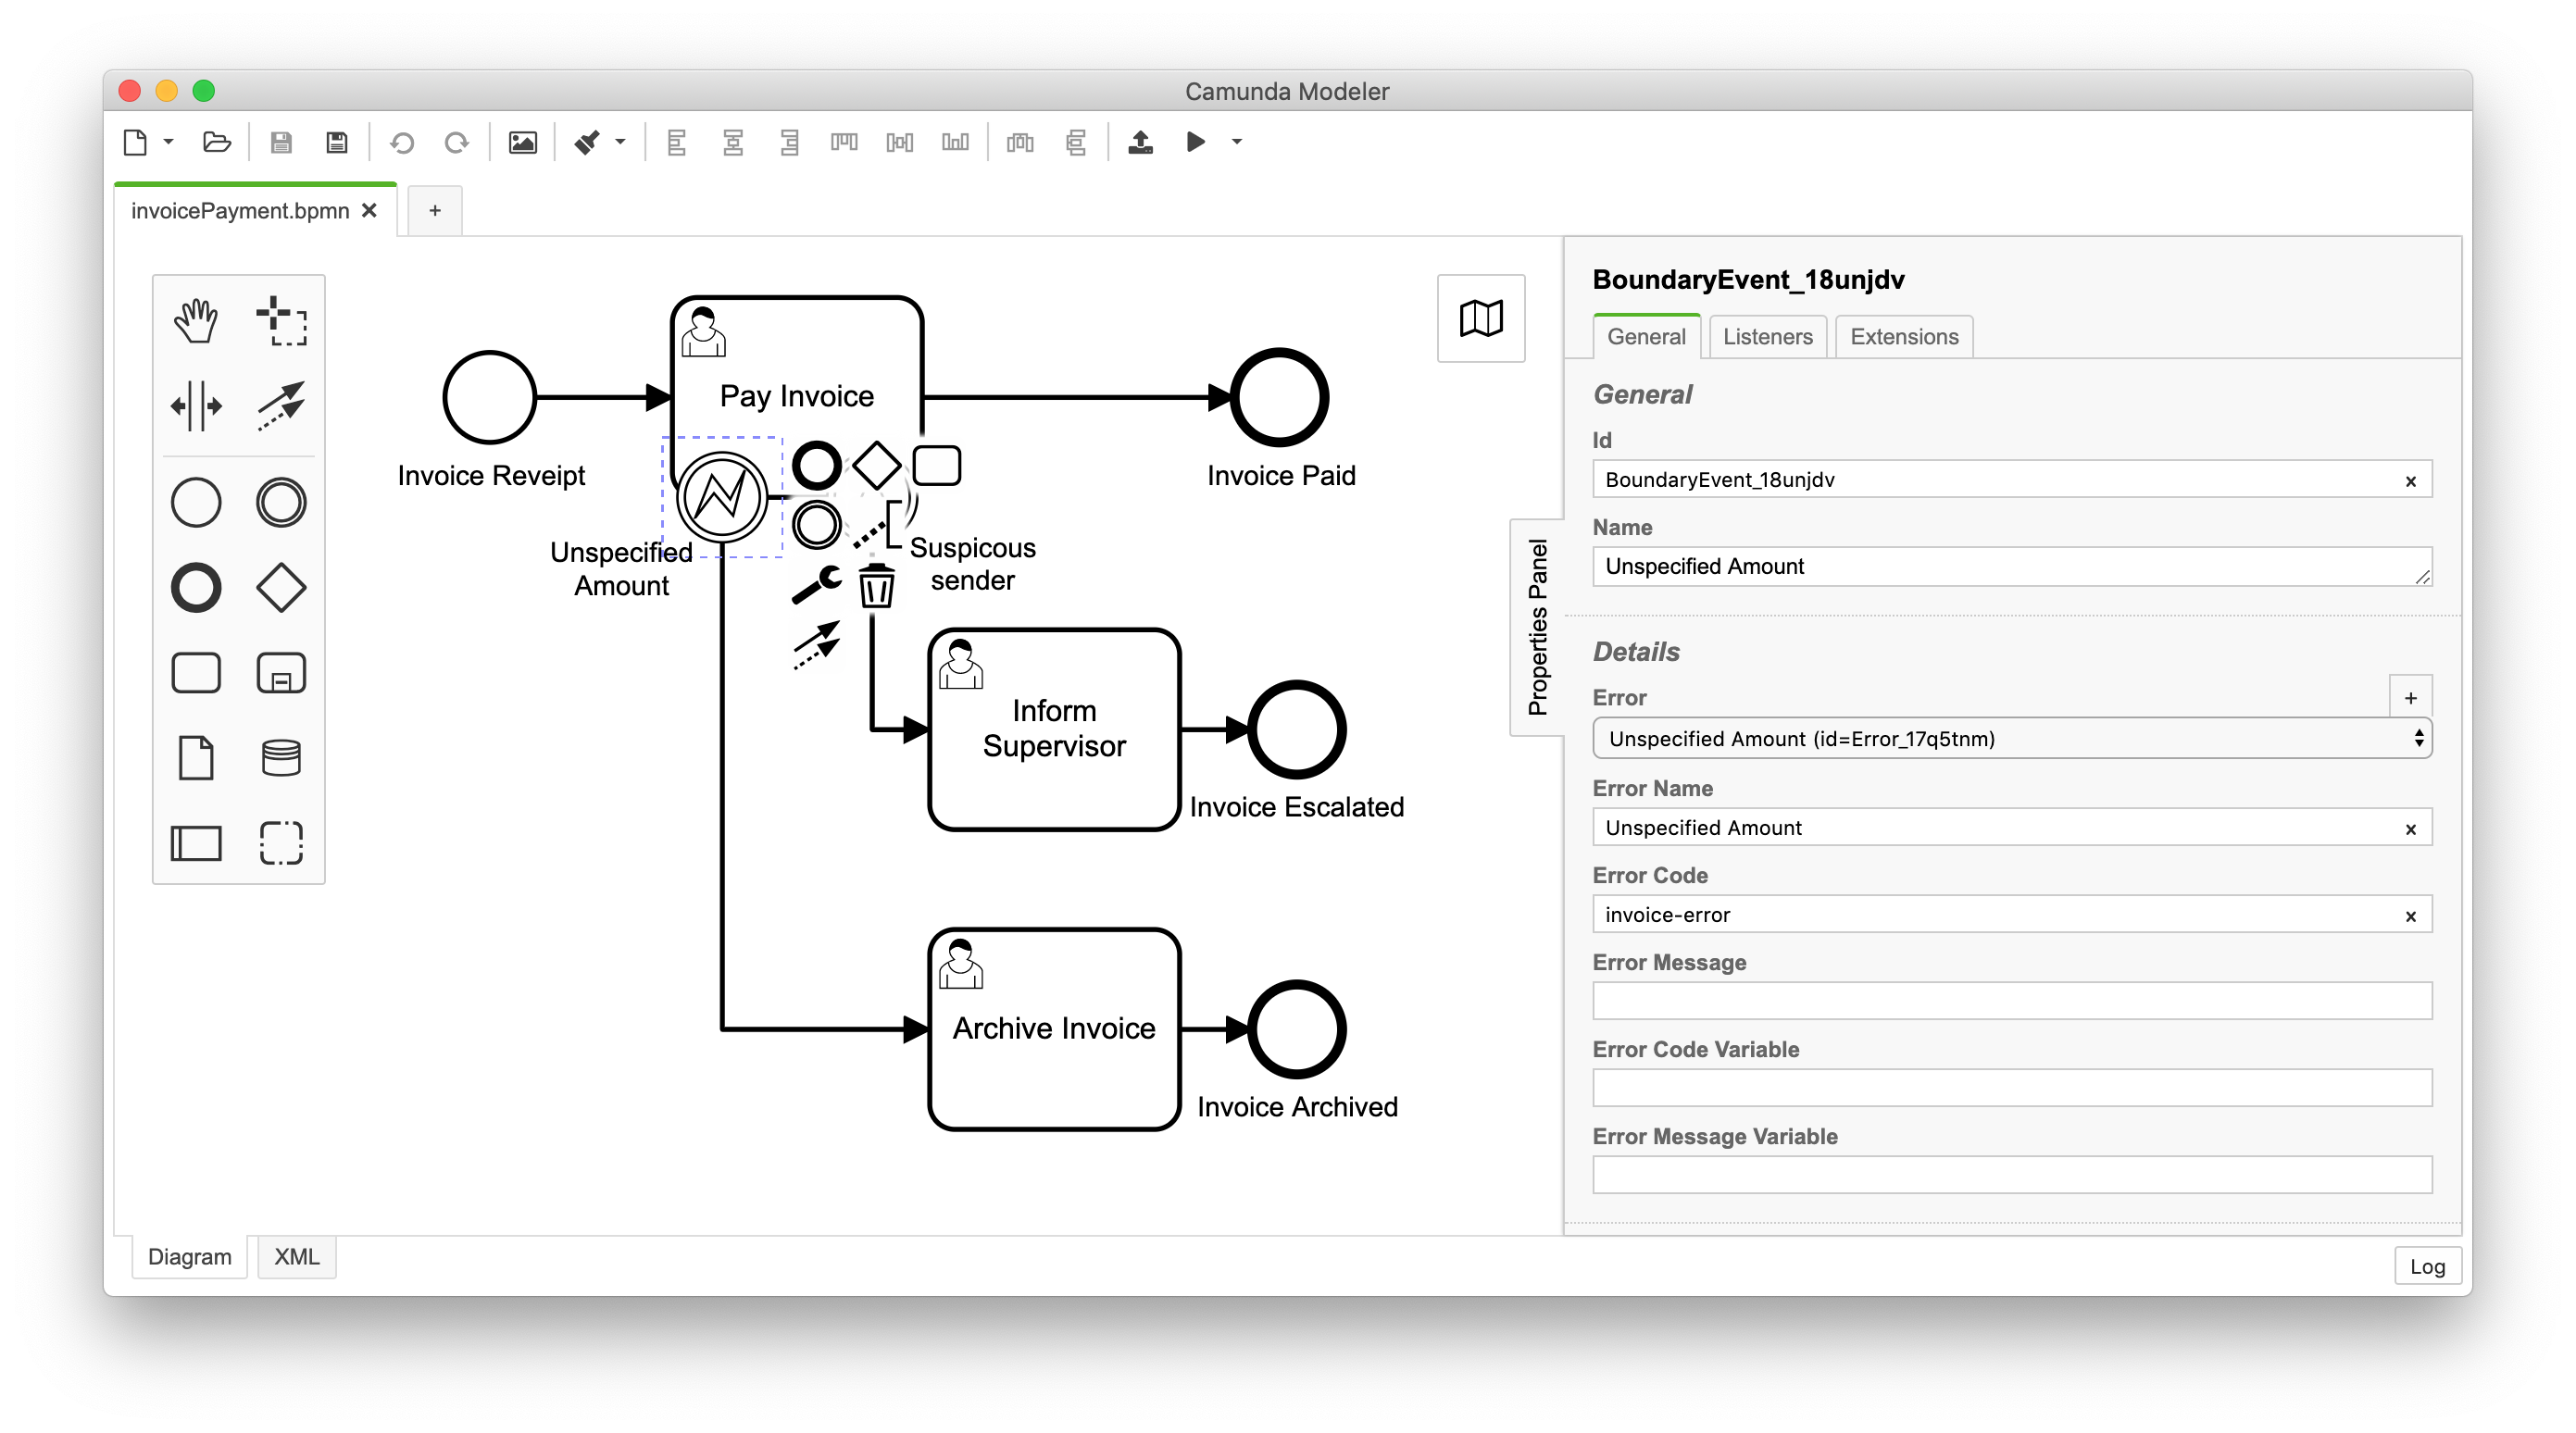 Camunda Modeler
invoicePayment.bpmn
+
Pay Invoice
Invoice Reveipt
Invoice Paid
Unspecified
Amount
Suspicous
sender
Inform
Supervisor
Invoice Escalated
Archive Invoice
Invoice Archived
Properties Panel
BoundaryEvent_18unjdv
General
Listeners
Extensions
General
Id
BoundaryEvent_18unjdv
Name
Unspecified Amount
Details
Error
+
Unspecified Amount (id=Error_17q5tnm)
Error Name
Unspecified Amount
Error Code
invoice-error
Error Message
Error Code Variable
Error Message Variable
Diagram
XML
Log